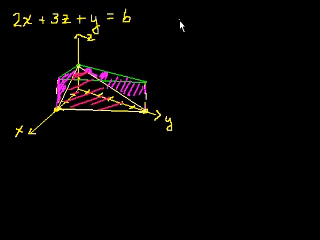 2x + 3z + y = 6
z
x
y